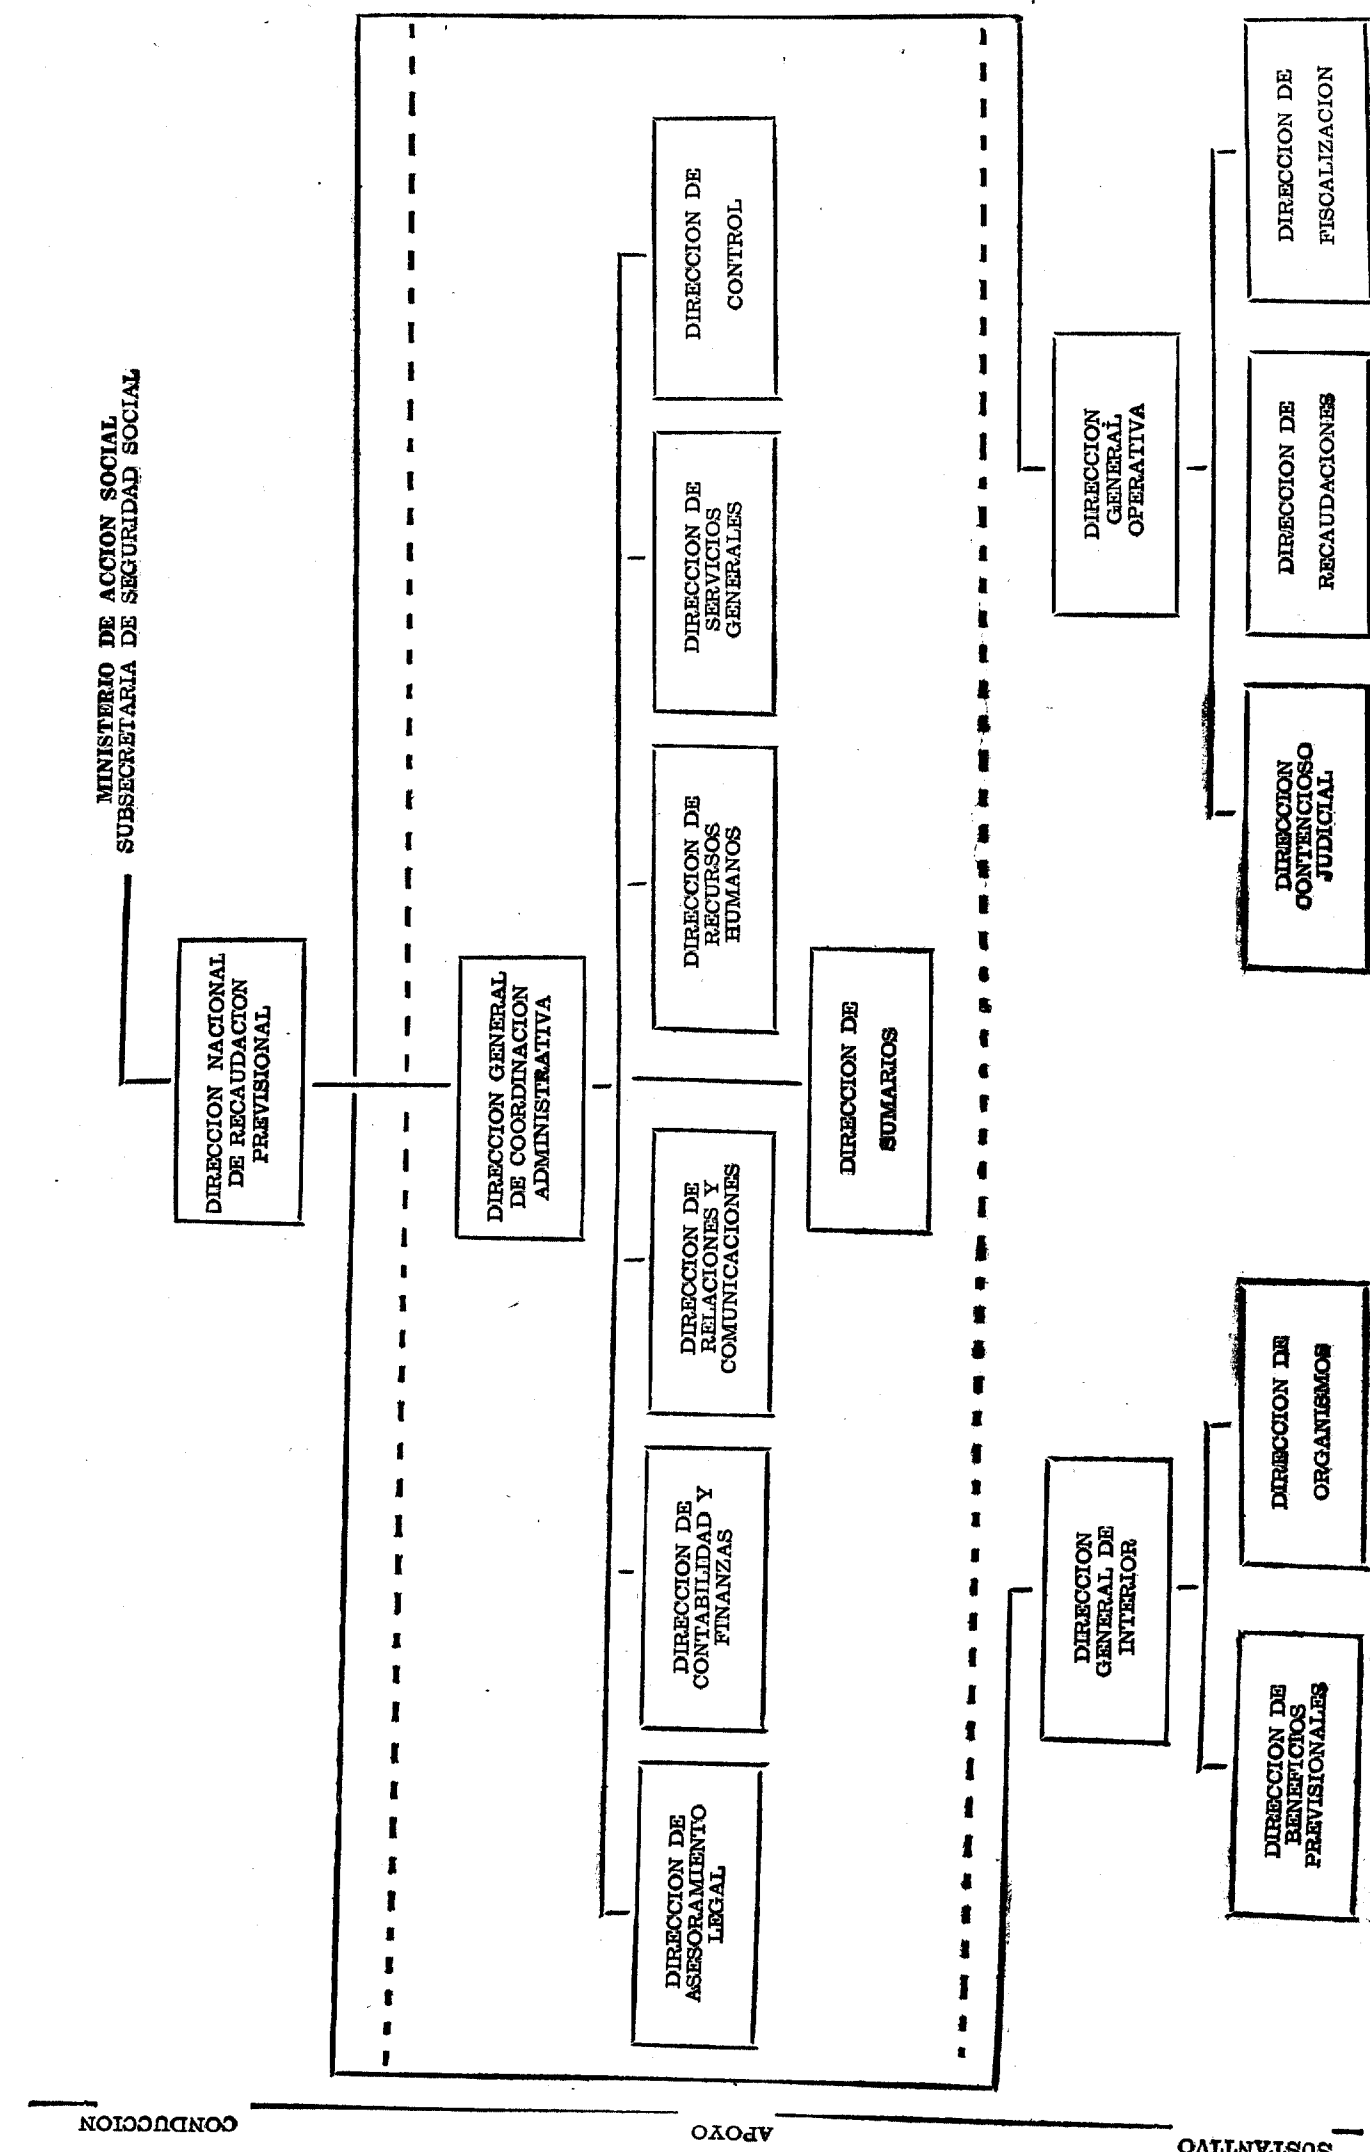 MINISTERIO DE ACCION SOCIAL
SUBSECRETARIA DE SEGURIDAD SOCIAL
DIRECCION NACIONAL
DE RECAUDACION
PREVISIONAL
CONDUCCION
DIRECCION GENERAL
DE COORDINACION
ADMINISTRATIVA
DIRECCION DE
ASESORAMIENTO
LEGAL
DIRECCION DE
CONTABILIDAD Y
FINANZAS
DIRECCION DE
RELACIONES Y
COMUNICACIONES
DIRECCION DE
RECURSOS
HUMANOS
DIRECCION DE
SERVICIOS
GENERALES
DIRECCION DE
CONTROL
DIRECCION DE
SUMARIOS
APOYO
DIRECCION
GENERAL DE
INTERIOR
DIRECCION
GENERAL
OPERATIVA
DIRECCION DE
BENEFICIOS
PREVISIONALES
DIRECCION DE
ORGANISMOS
DIRECCION
CONTENCIOSO
JUDICIAL
DIRECCION DE
RECAUDACIONES
DIRECCION DE
FISCALIZACION
SUSTANTIVO